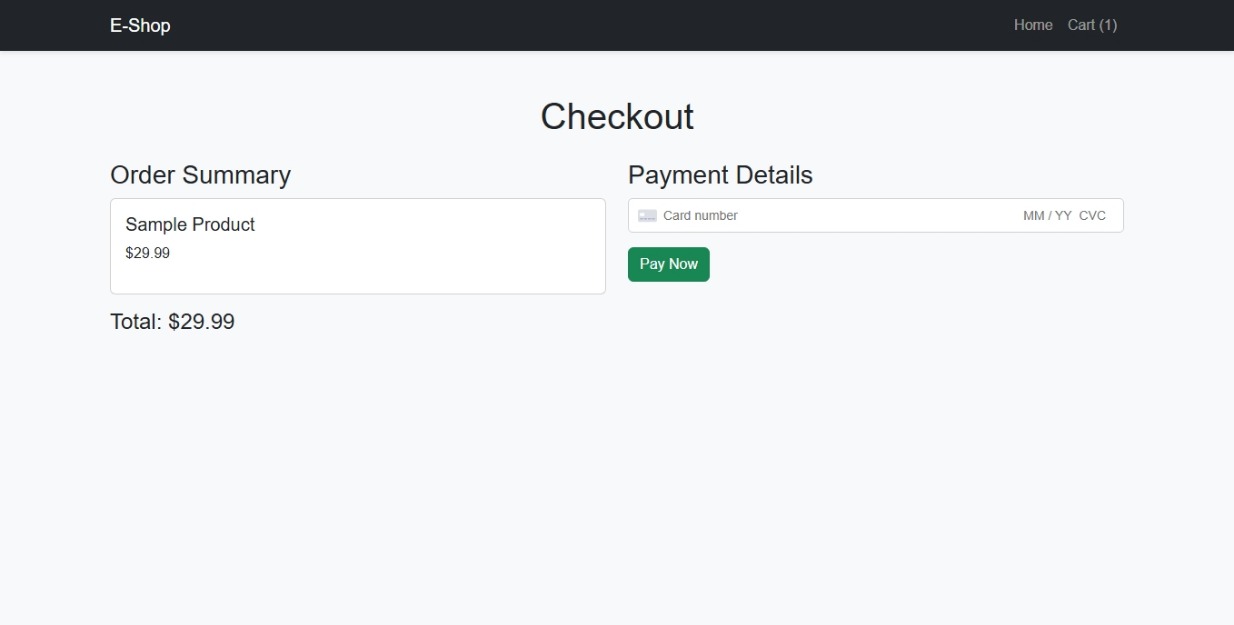 E-Shop
Home Cart (1)
Checkout
Order Summary
Sample Product
$29.99
Total: $29.99
Payment Details
Card number MM / YY CVC
Pay Now